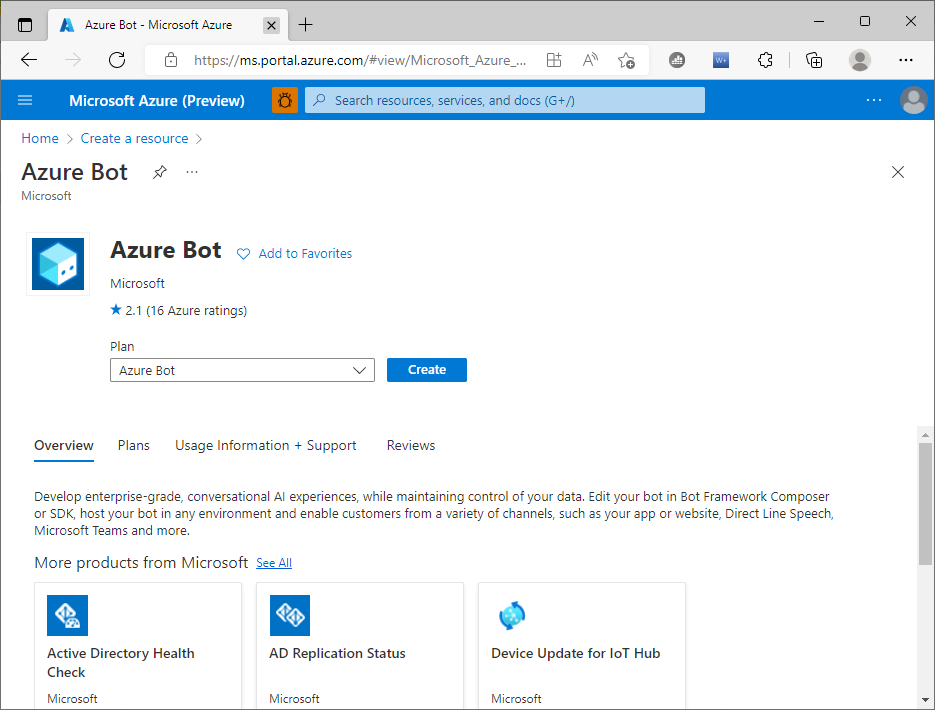 Azure Bot - Microsoft Azure
https://ms.portal.azure.com/#view/Microsoft_Azure_...
Microsoft Azure (Preview)
Search resources, services, and docs (G+/)
Home > Create a resource >
Azure Bot
Microsoft
Azure Bot
Add to Favorites
Microsoft
2.1 (16 Azure ratings)
Plan
Azure Bot
Create
Overview Plans Usage Information + Support Reviews
Develop enterprise-grade, conversational AI experiences, while maintaining control of your data. Edit your bot in Bot Framework Composer
or SDK, host your bot in any environment and enable customers from a variety of channels, such as your app or website, Direct Line Speech,
Microsoft Teams and more.
More products from Microsoft See All
Active Directory Health
Check
Microsoft
AD Replication Status
Microsoft
Device Update for IoT Hub
Microsoft